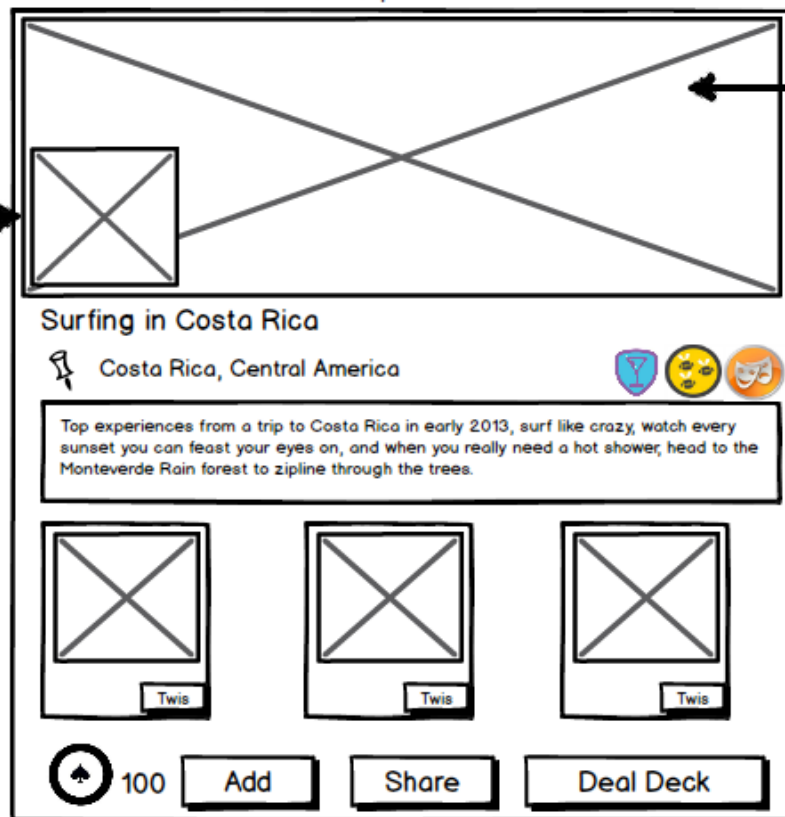 Surfing in Costa Rica
Costa Rica, Central America
Top experiences from a trip to Costa Rica in early 2013, surf like crazy, watch every
sunset you can feast your eyes on, and when you really need a hot shower, head to the
Monteverde Rain forest to zipline through the trees.
Twis
Twis
Twis
100
Add
Share
Deal Deck